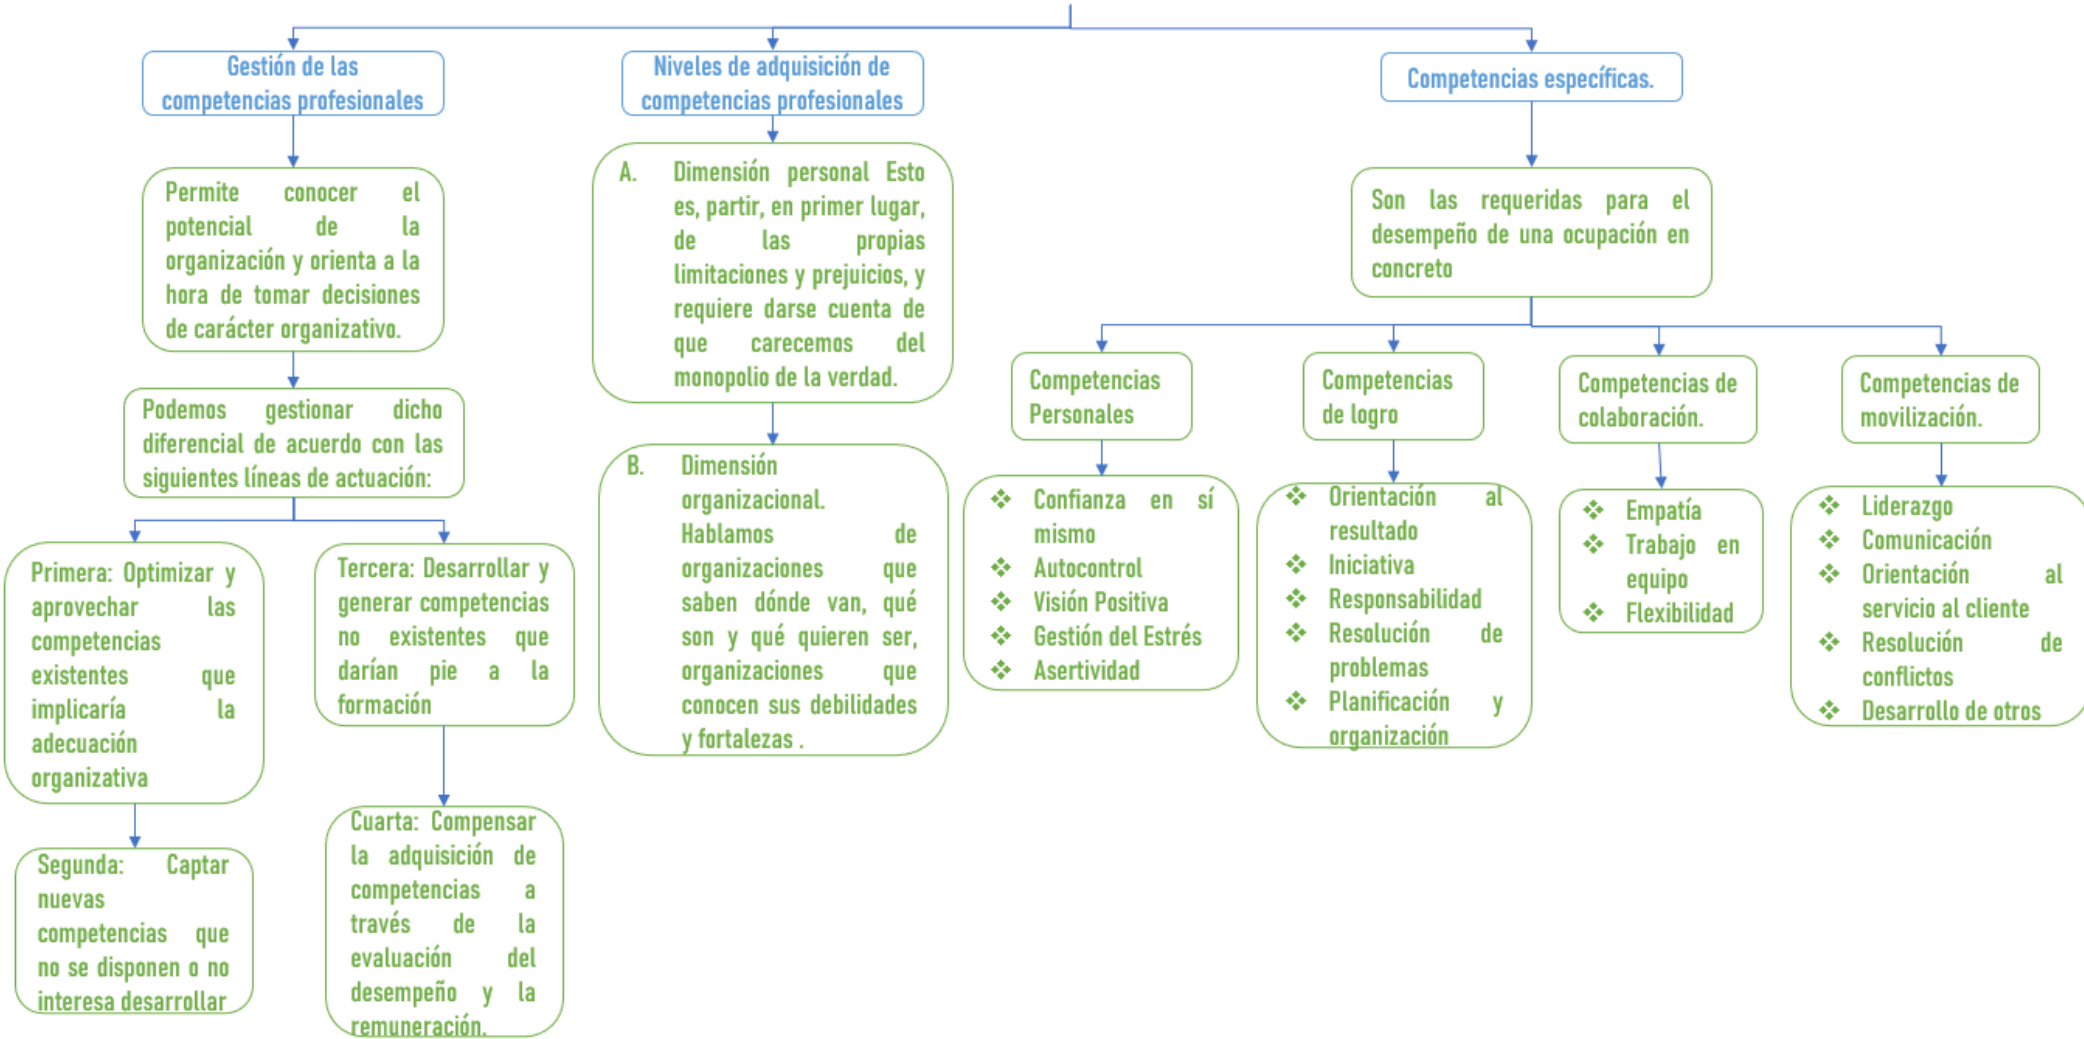 Gestión de las
competencias profesionales
Permite conocer el
potencial de la
organización y orienta a la
hora de tomar decisiones
de carácter organizativo.
Podemos gestionar dicho
diferencial de acuerdo con las
siguientes líneas de actuación:
Primera: Optimizar y
aprovechar las
competencias
existentes que
implicaría la
adecuación
organizativa
Segunda: Captar
nuevas
competencias que
no se disponen o no
interesa desarrollar
Tercera: Desarrollar y
generar competencias
no existentes que
darían pie a la
formación
Cuarta: Compensar
la adquisición de
competencias a
través de la
evaluación del
desempeño y la
remuneración.
Niveles de adquisición de
competencias profesionales
A. Dimensión personal Esto
es, partir, en primer lugar,
de las propias
limitaciones y prejuicios, y
requiere darse cuenta de
que carecemos del
monopolio de la verdad.
B. Dimensión
organizacional.
Hablamos de
organizaciones que
saben dónde van, qué
son y qué quieren ser,
organizaciones que
conocen sus debilidades
y fortalezas .
Competencias específicas.
Son las requeridas para el
desempeño de una ocupación en
concreto
Competencias
Personales
❖ Confianza en sí
mismo
❖ Autocontrol
❖ Visión Positiva
❖ Gestión del Estrés
❖ Asertividad
Competencias
de logro
❖ Orientación al
resultado
❖ Iniciativa
❖ Responsabilidad
❖ Resolución de
problemas
❖ Planificación y
organización
Competencias de
colaboración.
❖ Empatía
❖ Trabajo en
equipo
❖ Flexibilidad
Competencias de
movilización.
❖ Liderazgo
❖ Comunicación
❖ Orientación al
servicio al cliente
❖ Resolución de
conflictos
❖ Desarrollo de otros